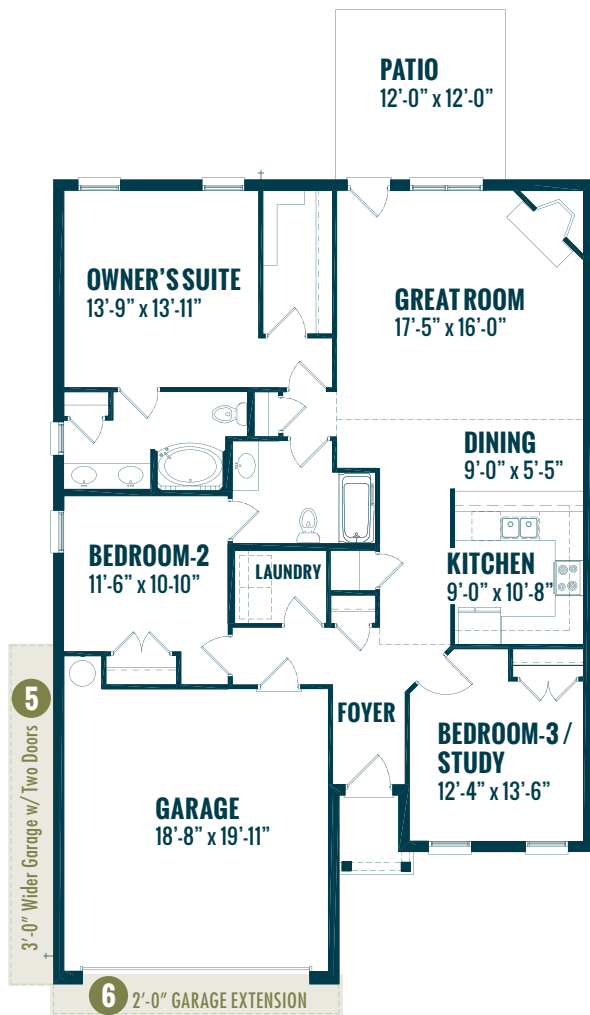 PATIO
12'-0" x 12'-0"
OWNER'S SUITE
13'-9" x 13'-11"
GREAT ROOM
17'-5" x 16'-0"
DINING
9'-0" x 5'-5"
BEDROOM-2
11'-6" x 10-10"
LAUNDRY
KITCHEN
9'-0" x 10'-8"
FOYER
BEDROOM-3 /
STUDY
12'-4" x 13'-6"
GARAGE
18'-8" x 19'-11"
5
3'-0" Wider Garage w/ Two Doors
6 2'-0" GARAGE EXTENSION